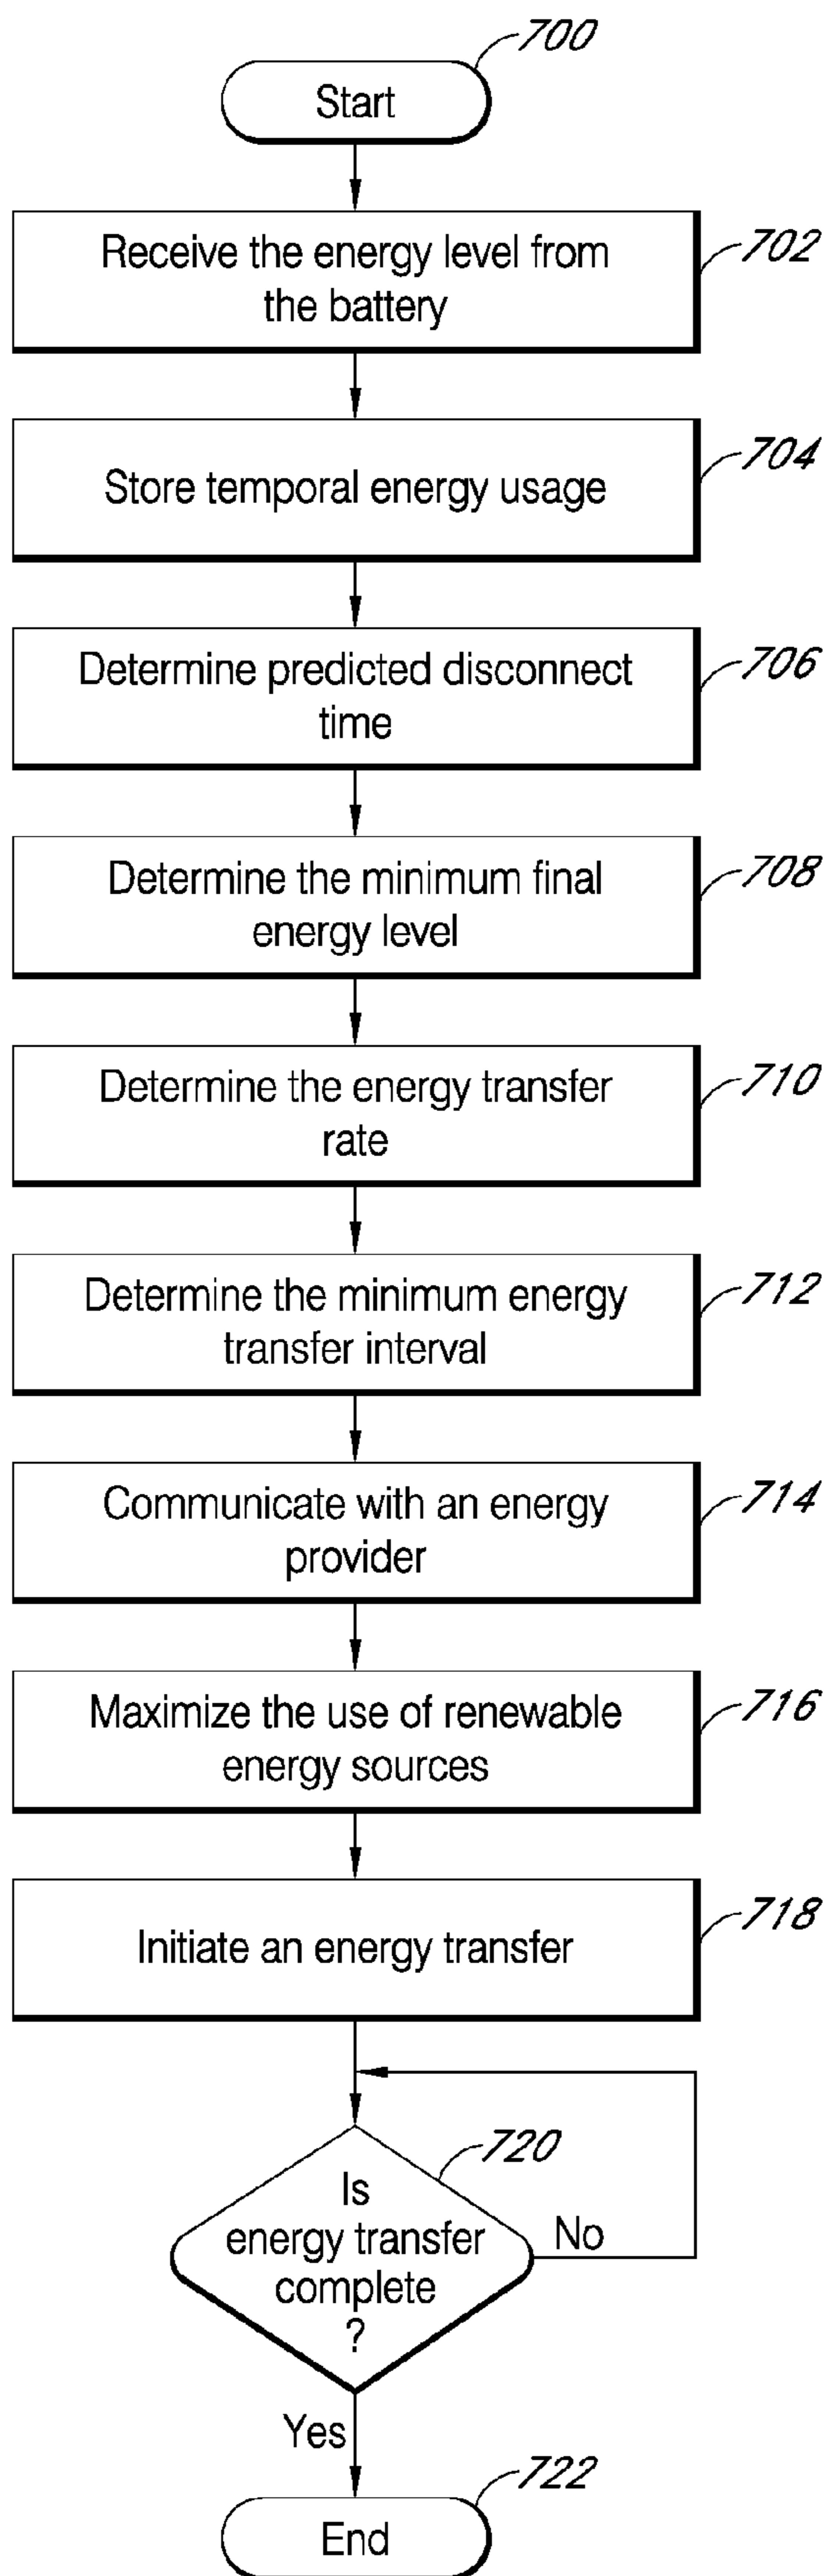 700
Start
Receive the energy level from
the battery
702
Store temporal energy usage
704
Determine predicted disconnect
time
706
Determine the minimum final
energy level
708
Determine the energy transfer
rate
710
Determine the minimum energy
transfer interval
712
Communicate with an energy
provider
714
Maximize the use of renewable
energy sources
716
Initiate an energy transfer
718
720
Is
energy transfer
complete
?
No
Yes
722
End